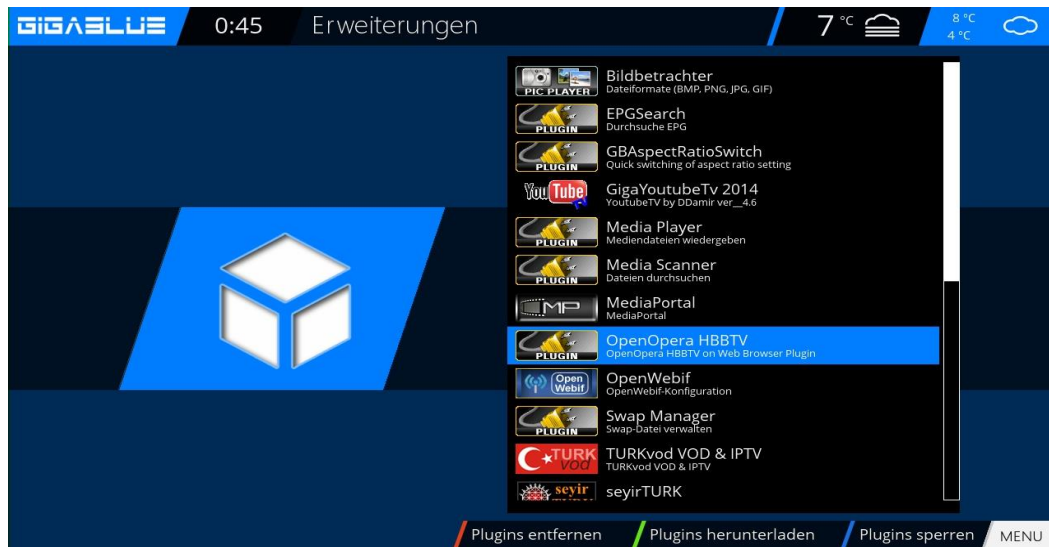 GIGABLUE
0:45
Erweiterungen
7 °C
8 °C
4 °C
PIC PLAYER
Bildbetrachter
Dateiformate (BMP, PNG, JPG, GIF)
PLUGIN
EPGSearch
Durchsuche EPG
PLUGIN
GBAspectRatioSwitch
Quick switching of aspect ratio setting
YouTube
GigaYoutubeTv 2014
YoutubeTV by DDamir ver__4.6
PLUGIN
Media Player
Mediendateien wiedergeben
PLUGIN
Media Scanner
Dateien durchsuchen
MP
MediaPortal
MediaPortal
PLUGIN
OpenOpera HBBTV
OpenOpera HBBTV on Web Browser Plugin
Open
Webif
OpenWebif
OpenWebif-Konfiguration
PLUGIN
Swap Manager
Swap-Datei verwalten
TURK
vod
TURKvod VOD & IPTV
TURKvod VOD & IPTV
seyir
seyirTURK
Plugins entfernen
Plugins herunterladen
Plugins sperren
MENU